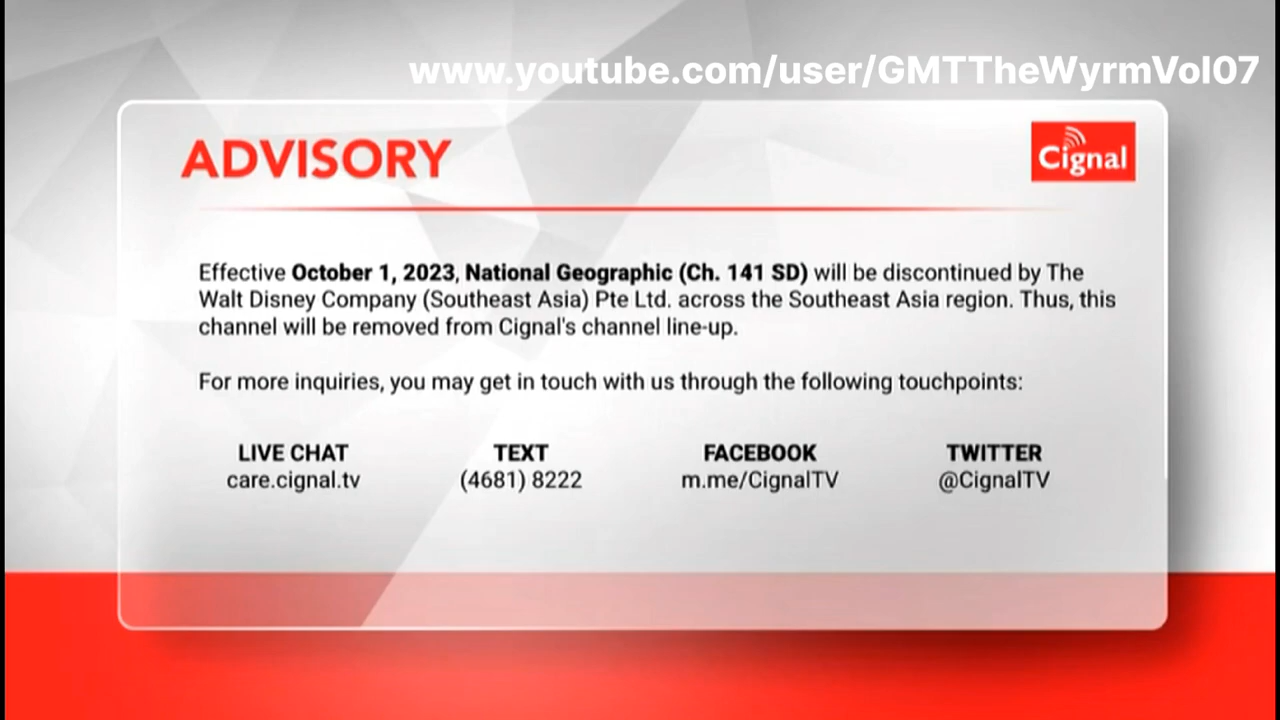 www.youtube.com/user/GMTTheWyrmVol07
ADVISORY
Cignal
Effective October 1, 2023, National Geographic (Ch. 141 SD) will be discontinued by The
Walt Disney Company (Southeast Asia) Pte Ltd. across the Southeast Asia region. Thus, this
channel will be removed from Cignal's channel line-up.
For more inquiries, you may get in touch with us through the following touchpoints:
LIVE CHAT TEXT FACEBOOK TWITTER
care.cignal.tv (4681) 8222 m.me/CignalTV @CignalTV